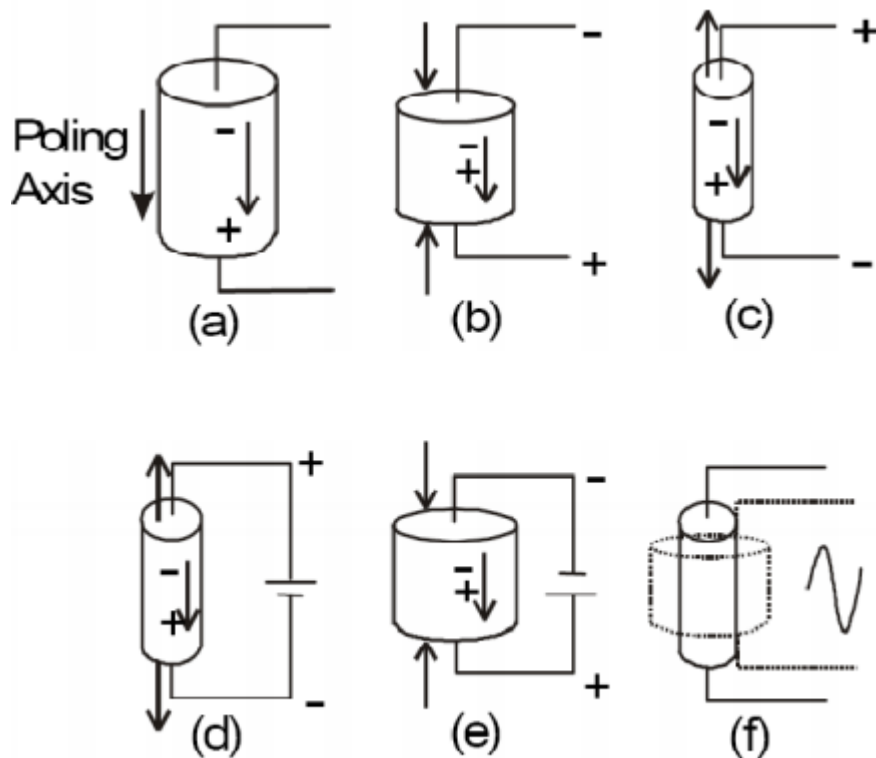 Poling
Axis
-
+
(a)
-
-
+
+
(b)
+
-
+
-
(c)
+
-
+
-
(d)
-
-
+
+
(e)
(f)